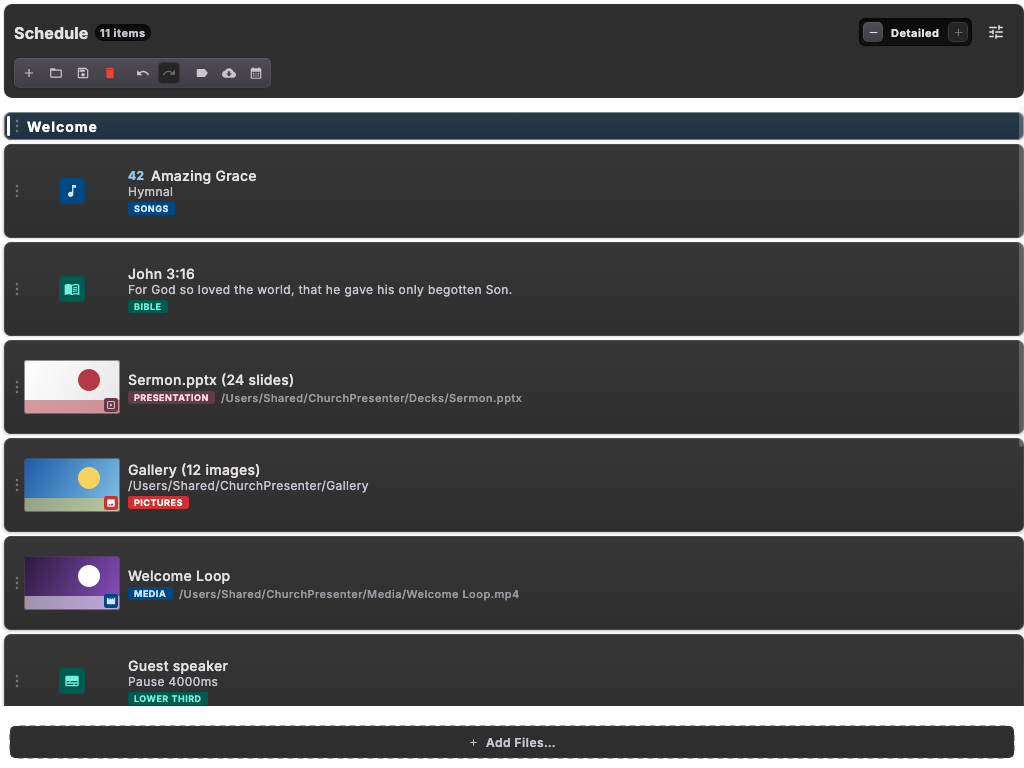 Schedule 11 items
− Detailed +
Welcome
42 Amazing Grace
Hymnal
SONGS
John 3:16
For God so loved the world, that he gave his only begotten Son.
BIBLE
Sermon.pptx (24 slides)
PRESENTATION /Users/Shared/ChurchPresenter/Decks/Sermon.pptx
Gallery (12 images)
/Users/Shared/ChurchPresenter/Gallery
PICTURES
Welcome Loop
MEDIA /Users/Shared/ChurchPresenter/Media/Welcome Loop.mp4
Guest speaker
Pause 4000ms
LOWER THIRD
+ Add Files...